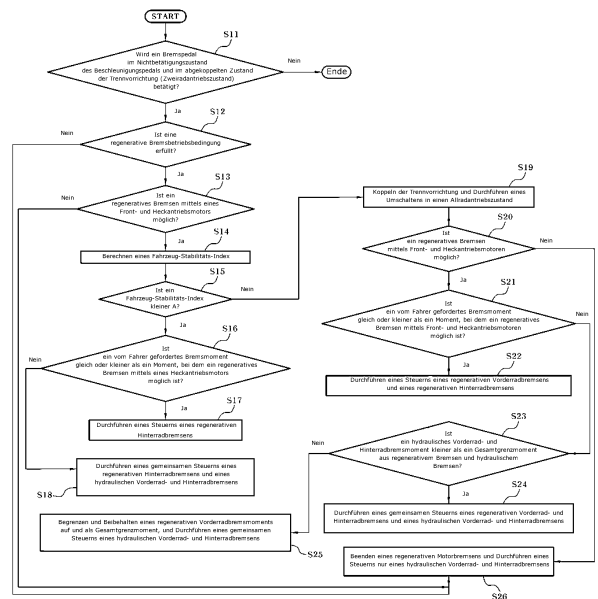 START
S11
Wird ein Bremspedal
im Nichtbetätigungszustand
des Beschleunigungspedals und im abgekoppelten Zustand
der Trennvorrichtung (Zweiradantriebszustand)
betätigt?
Nein
Ende
Ja
S12
Nein
Ist eine
regenerative Bremsbetriebsbedingung
erfüllt?
Ja
S13
Nein
Ist ein
regeneratives Bremsen mittels eines
Front- und Heckantriebsmotors
möglich?
Ja
S14
Berechnen eines Fahrzeug-Stabilitäts-Index
S15
Ist ein
Fahrzeug-Stabilitäts-Index
kleiner A?
Nein
Ja
S16
Nein
Ist
ein vom Fahrer gefordertes Bremsmoment
gleich oder kleiner als ein Moment, bei dem ein regeneratives
Bremsen mittels eines Heckantriebsmotors
möglich ist?
Ja
S17
Durchführen eines Steuerns eines regenerativen
Hinterradbremsens
Durchführen eines gemeinsamen Steuerns eines
regenerativen Hinterradbremsens und eines
hydraulischen Vorderrad- und Hinterradbremsens
S18
S19
Koppeln der Trennvorrichtung und Durchführen eines
Umschaltens in einen Allradantriebszustand
S20
Ist
ein regeneratives Bremsen
mittels Front- und Heckantriebsmotoren
möglich?
Nein
Ja
S21
Ist
ein vom Fahrer gefordertes Bremsmoment
gleich oder kleiner als ein Moment, bei dem ein regeneratives
Bremsen mittels Front- und Heckantriebsmotoren
möglich ist?
Nein
Ja
S22
Durchführen eines Steuerns eines regenerativen Vorderradbremsens
und eines regenerativen Hinterradbremsens
S23
Nein
Ist
ein hydraulisches Vorderrad- und
Hinterradbremsmoment kleiner als ein Gesamtgrenzmoment
aus regenerativem Bremsen und hydraulischem
Bremsen?
Ja
S24
Durchführen eines gemeinsamen Steuerns eines regenerativen Vorderrad- und
Hinterradbremsens und eines hydraulischen Vorderrad- und Hinterradbremsens
Begrenzen und Beibehalten eines regenerativen Vorderradbremsmoments
auf und als Gesamtgrenzmoment, und Durchführen eines gemeinsamen
Steuerns eines hydraulischen Vorderrad- und Hinterradbremsens
S25
Beenden eines regenerativen Motorbremsens und Durchführen eines
Steuerns nur eines hydraulischen Vorderrad- und Hinterradbremsens
S26